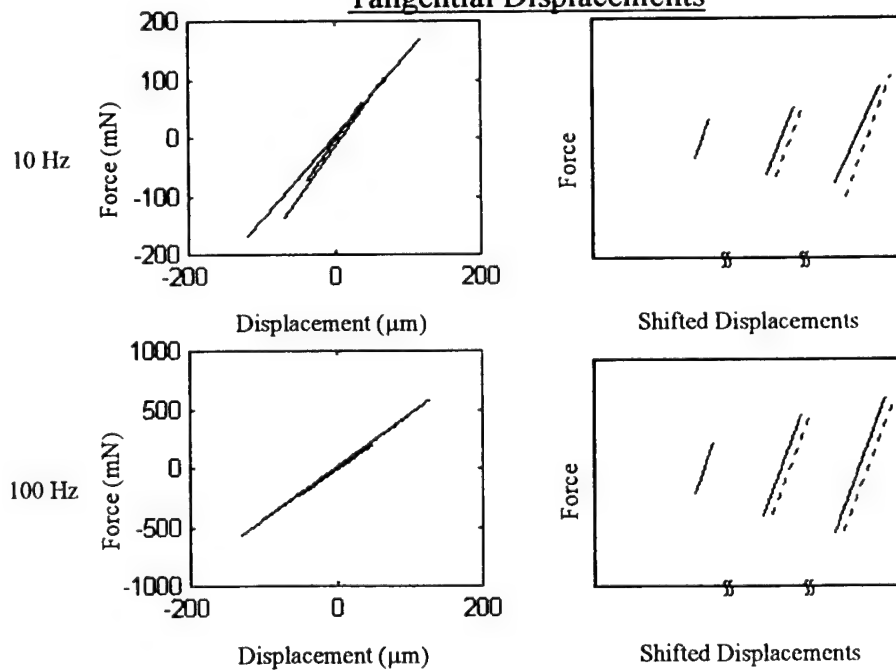 Tangential Displacements
200
100
0
-100
-200
-200
0
200
10 Hz
Force (mN)
Displacement (μm)
Force
Shifted Displacements
1000
500
0
-500
-1000
-200
0
200
100 Hz
Force (mN)
Displacement (μm)
Force
Shifted Displacements